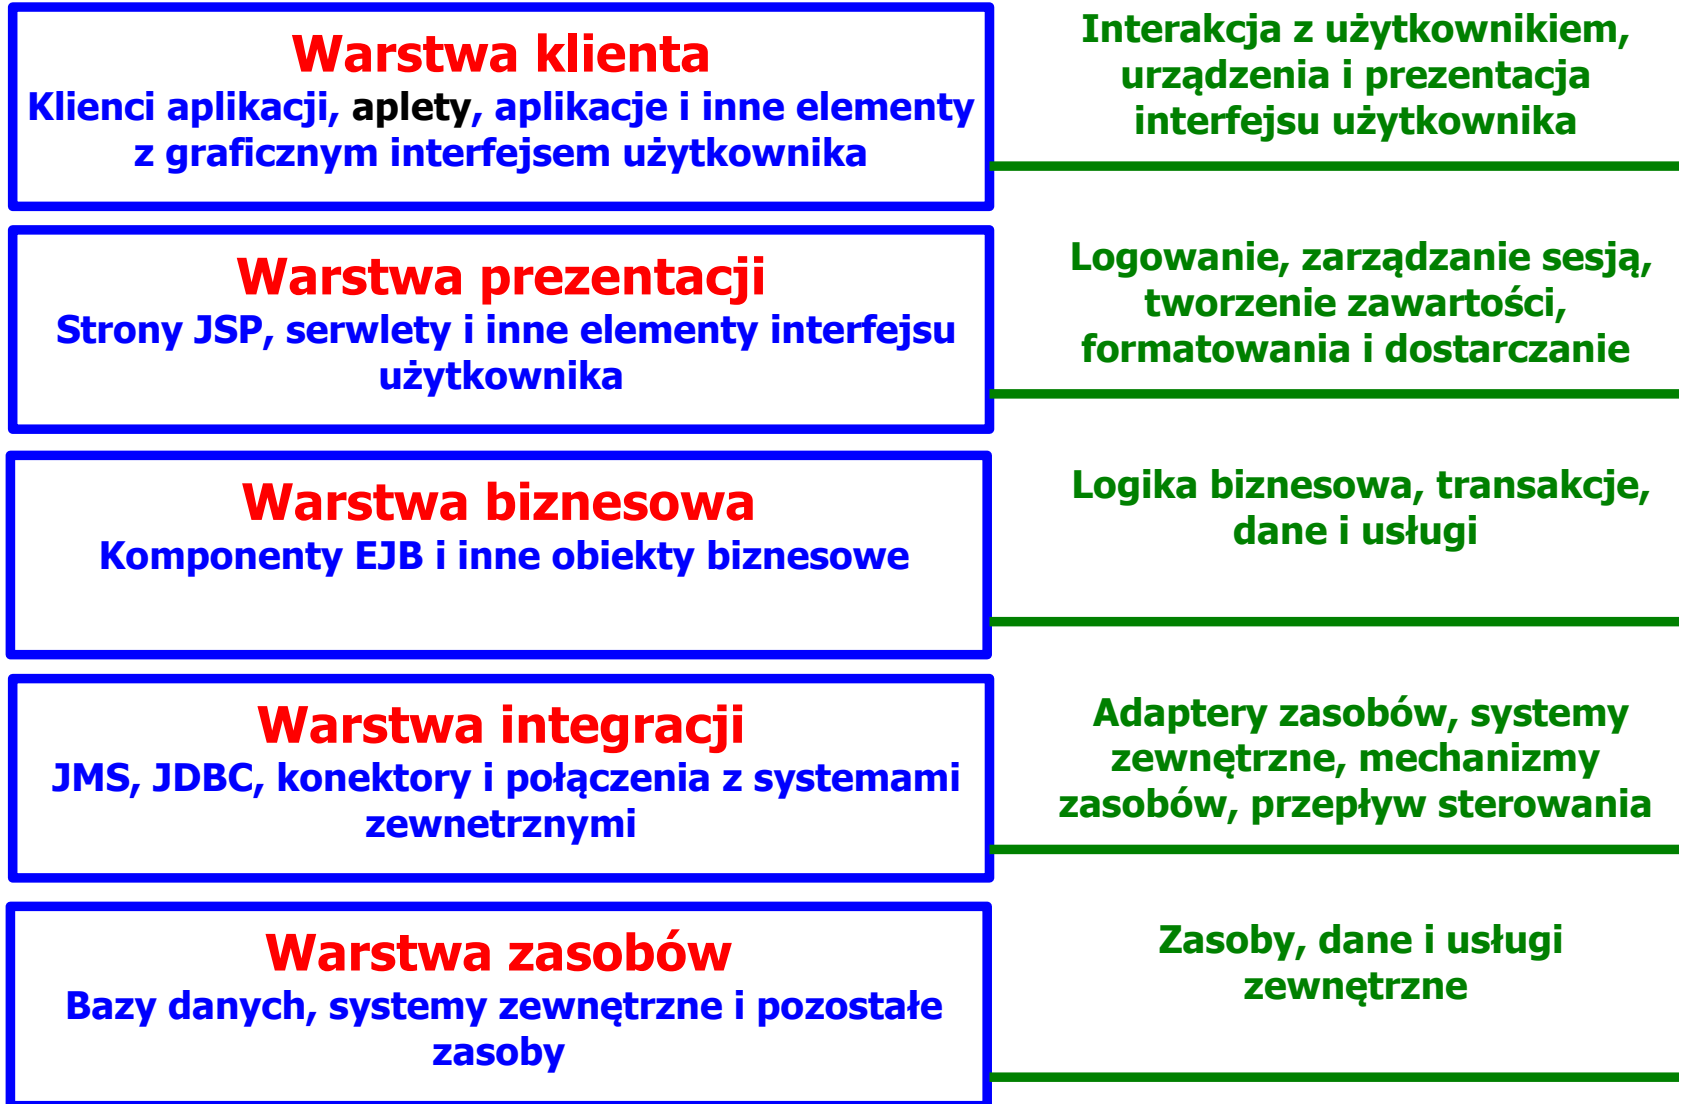 Warstwa klienta
Klienci aplikacji, aplety, aplikacje i inne elementy
z graficznym interfejsem użytkownika
Interakcja z użytkownikiem,
urządzenia i prezentacja
interfejsu użytkownika
Warstwa prezentacji
Strony JSP, serwlety i inne elementy interfejsu
użytkownika
Logowanie, zarządzanie sesją,
tworzenie zawartości,
formatowania i dostarczanie
Warstwa biznesowa
Komponenty EJB i inne obiekty biznesowe
Logika biznesowa, transakcje,
dane i usługi
Warstwa integracji
JMS, JDBC, konektory i połączenia z systemami
zewnetrznymi
Adaptery zasobów, systemy
zewnętrzne, mechanizmy
zasobów, przepływ sterowania
Warstwa zasobów
Bazy danych, systemy zewnętrzne i pozostałe
zasoby
Zasoby, dane i usługi
zewnętrzne